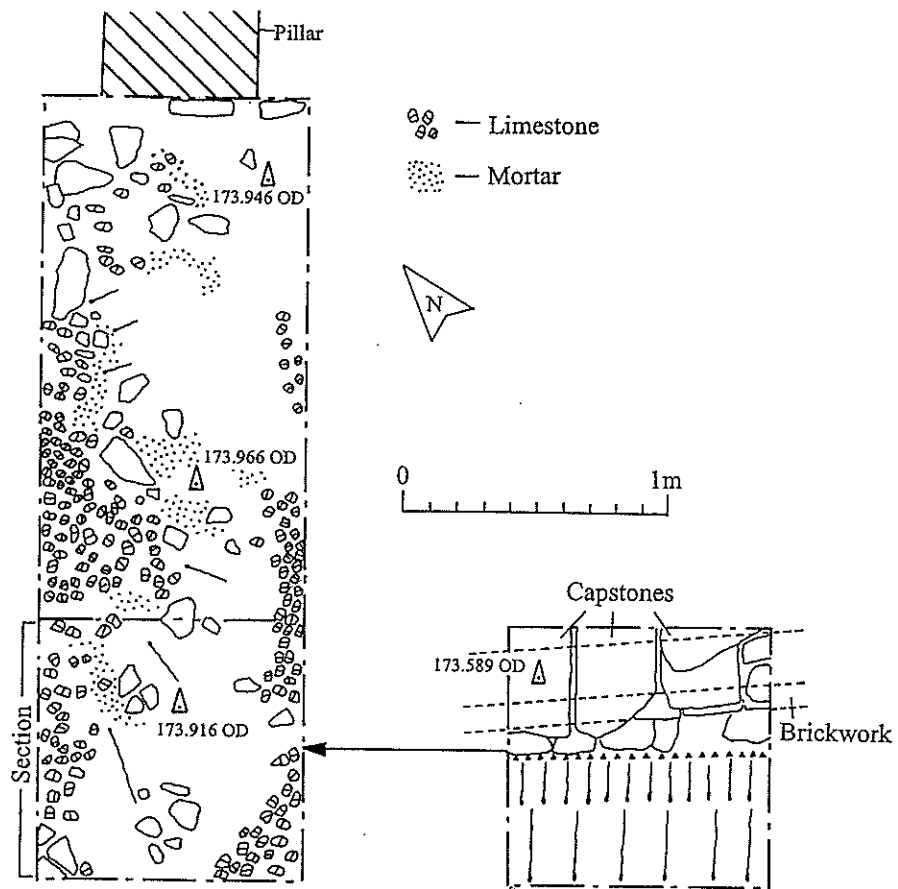 Pillar
Limestone
Mortar
173.946 OD
N
173.966 OD
0 1m
Capstones
173.589 OD
173.916 OD
Brickwork
Section